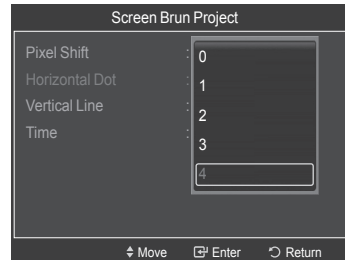 Screen Brun Project
Pixel Shift :
Horizontal Dot :
Vertical Line :
Time :
0
1
2
3
4
Move Enter Return